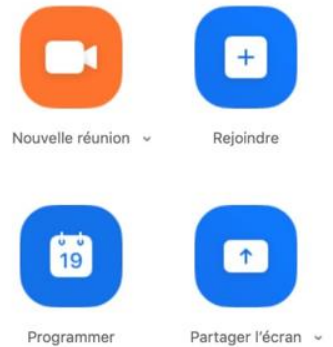 Nouvelle réunion
Rejoindre
19
Programmer
Partager l'écran